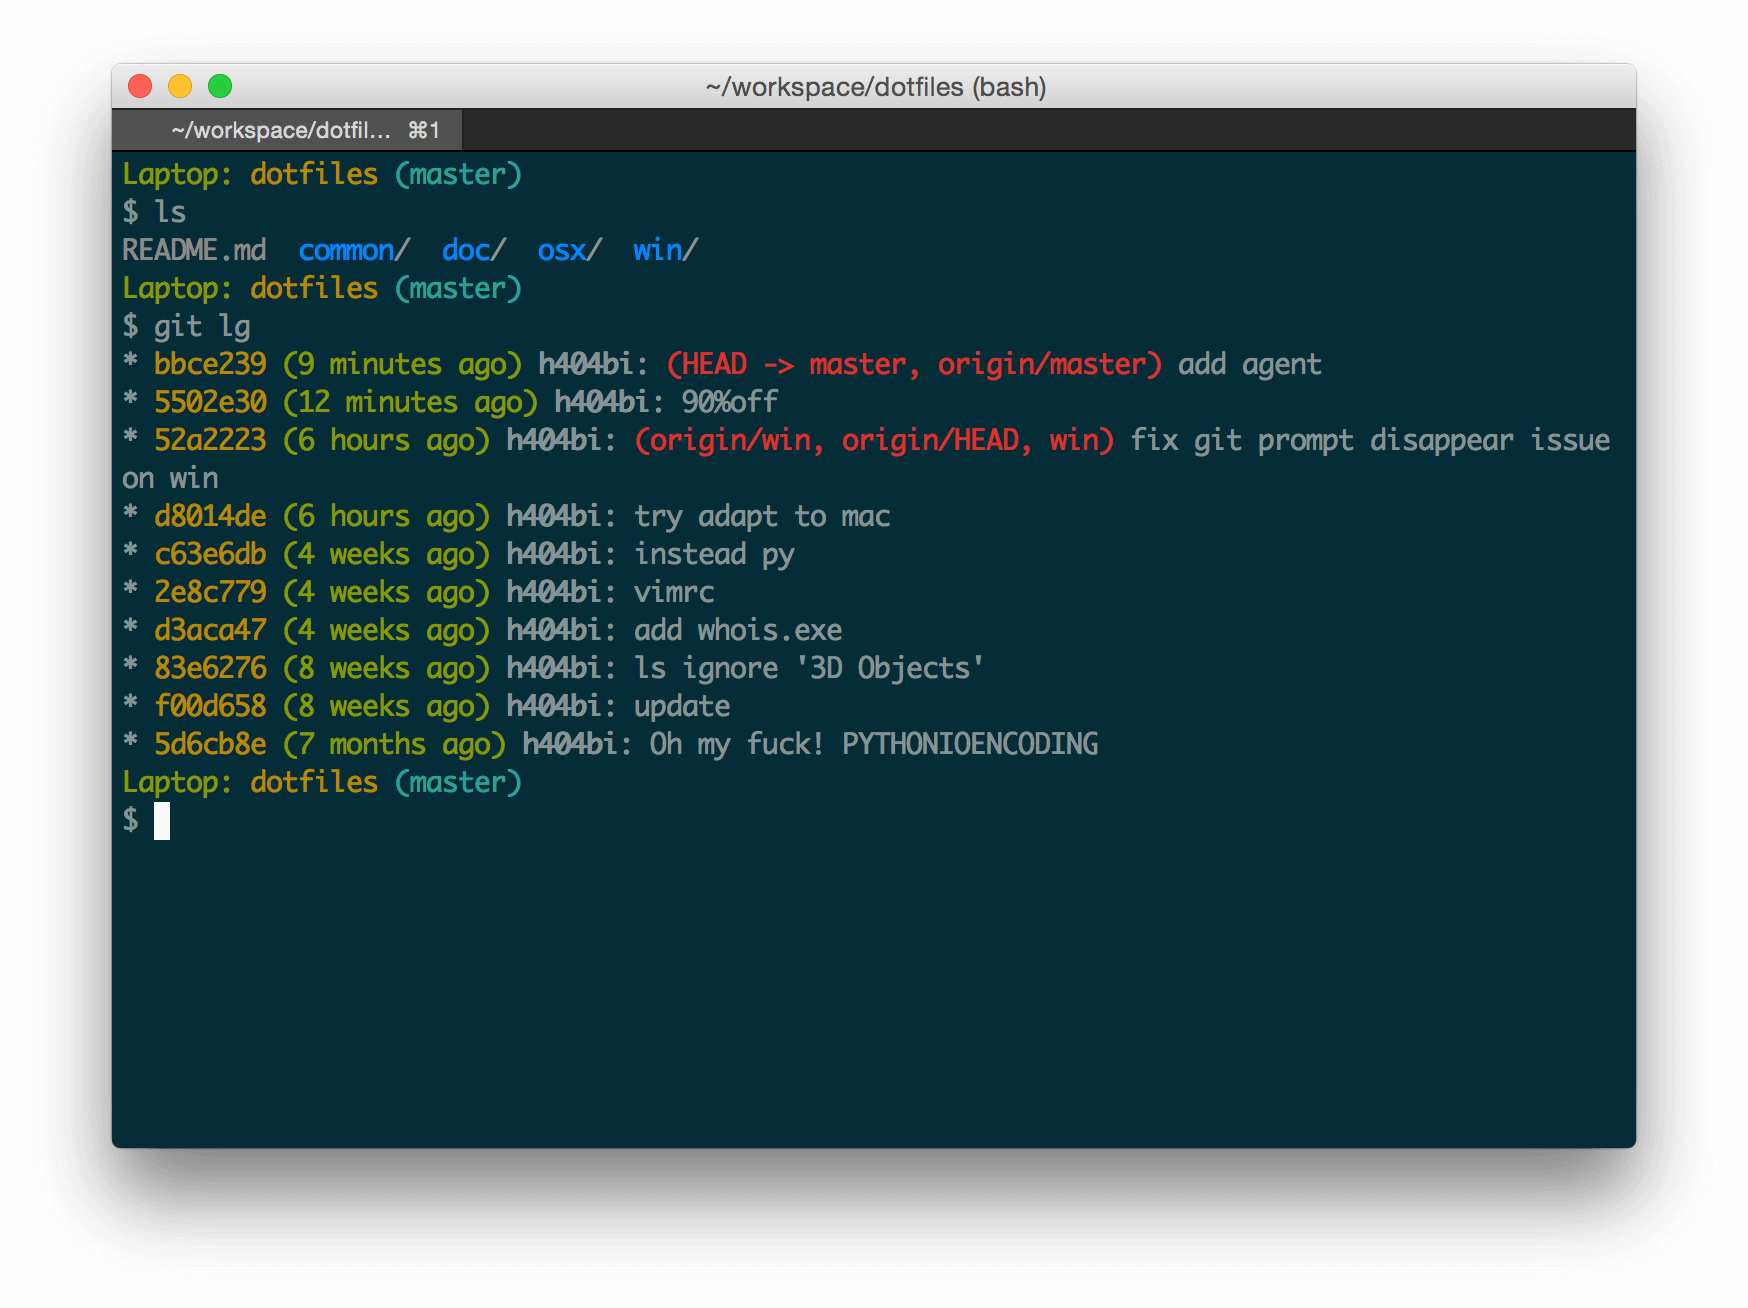 ~/workspace/dotfiles (bash)
~/workspace/dotfil... ⌘1
Laptop: dotfiles (master)
$ ls
README.md  common/  doc/  osx/  win/
Laptop: dotfiles (master)
$ git lg
* bbce239 (9 minutes ago) h404bi: (HEAD -> master, origin/master) add agent
* 5502e30 (12 minutes ago) h404bi: 90%off
* 52a2223 (6 hours ago) h404bi: (origin/win, origin/HEAD, win) fix git prompt disappear issue
on win
* d8014de (6 hours ago) h404bi: try adapt to mac
* c63e6db (4 weeks ago) h404bi: instead py
* 2e8c779 (4 weeks ago) h404bi: vimrc
* d3aca47 (4 weeks ago) h404bi: add whois.exe
* 83e6276 (8 weeks ago) h404bi: ls ignore '3D Objects'
* f00d658 (8 weeks ago) h404bi: update
* 5d6cb8e (7 months ago) h404bi: Oh my fuck! PYTHONIOENCODING
Laptop: dotfiles (master)
$